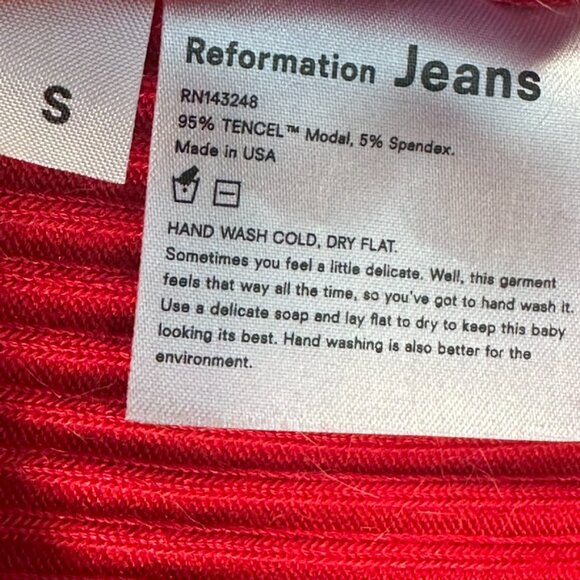 S
Reformation Jeans
RN143248
95% TENCEL™ Modal, 5% Spandex.
Made in USA
HAND WASH COLD, DRY FLAT.
Sometimes you feel a little delicate. Well, this garment
feels that way all the time, so you've got to hand wash it.
Use a delicate soap and lay flat to dry to keep this baby
looking its best. Hand washing is also better for the
environment.